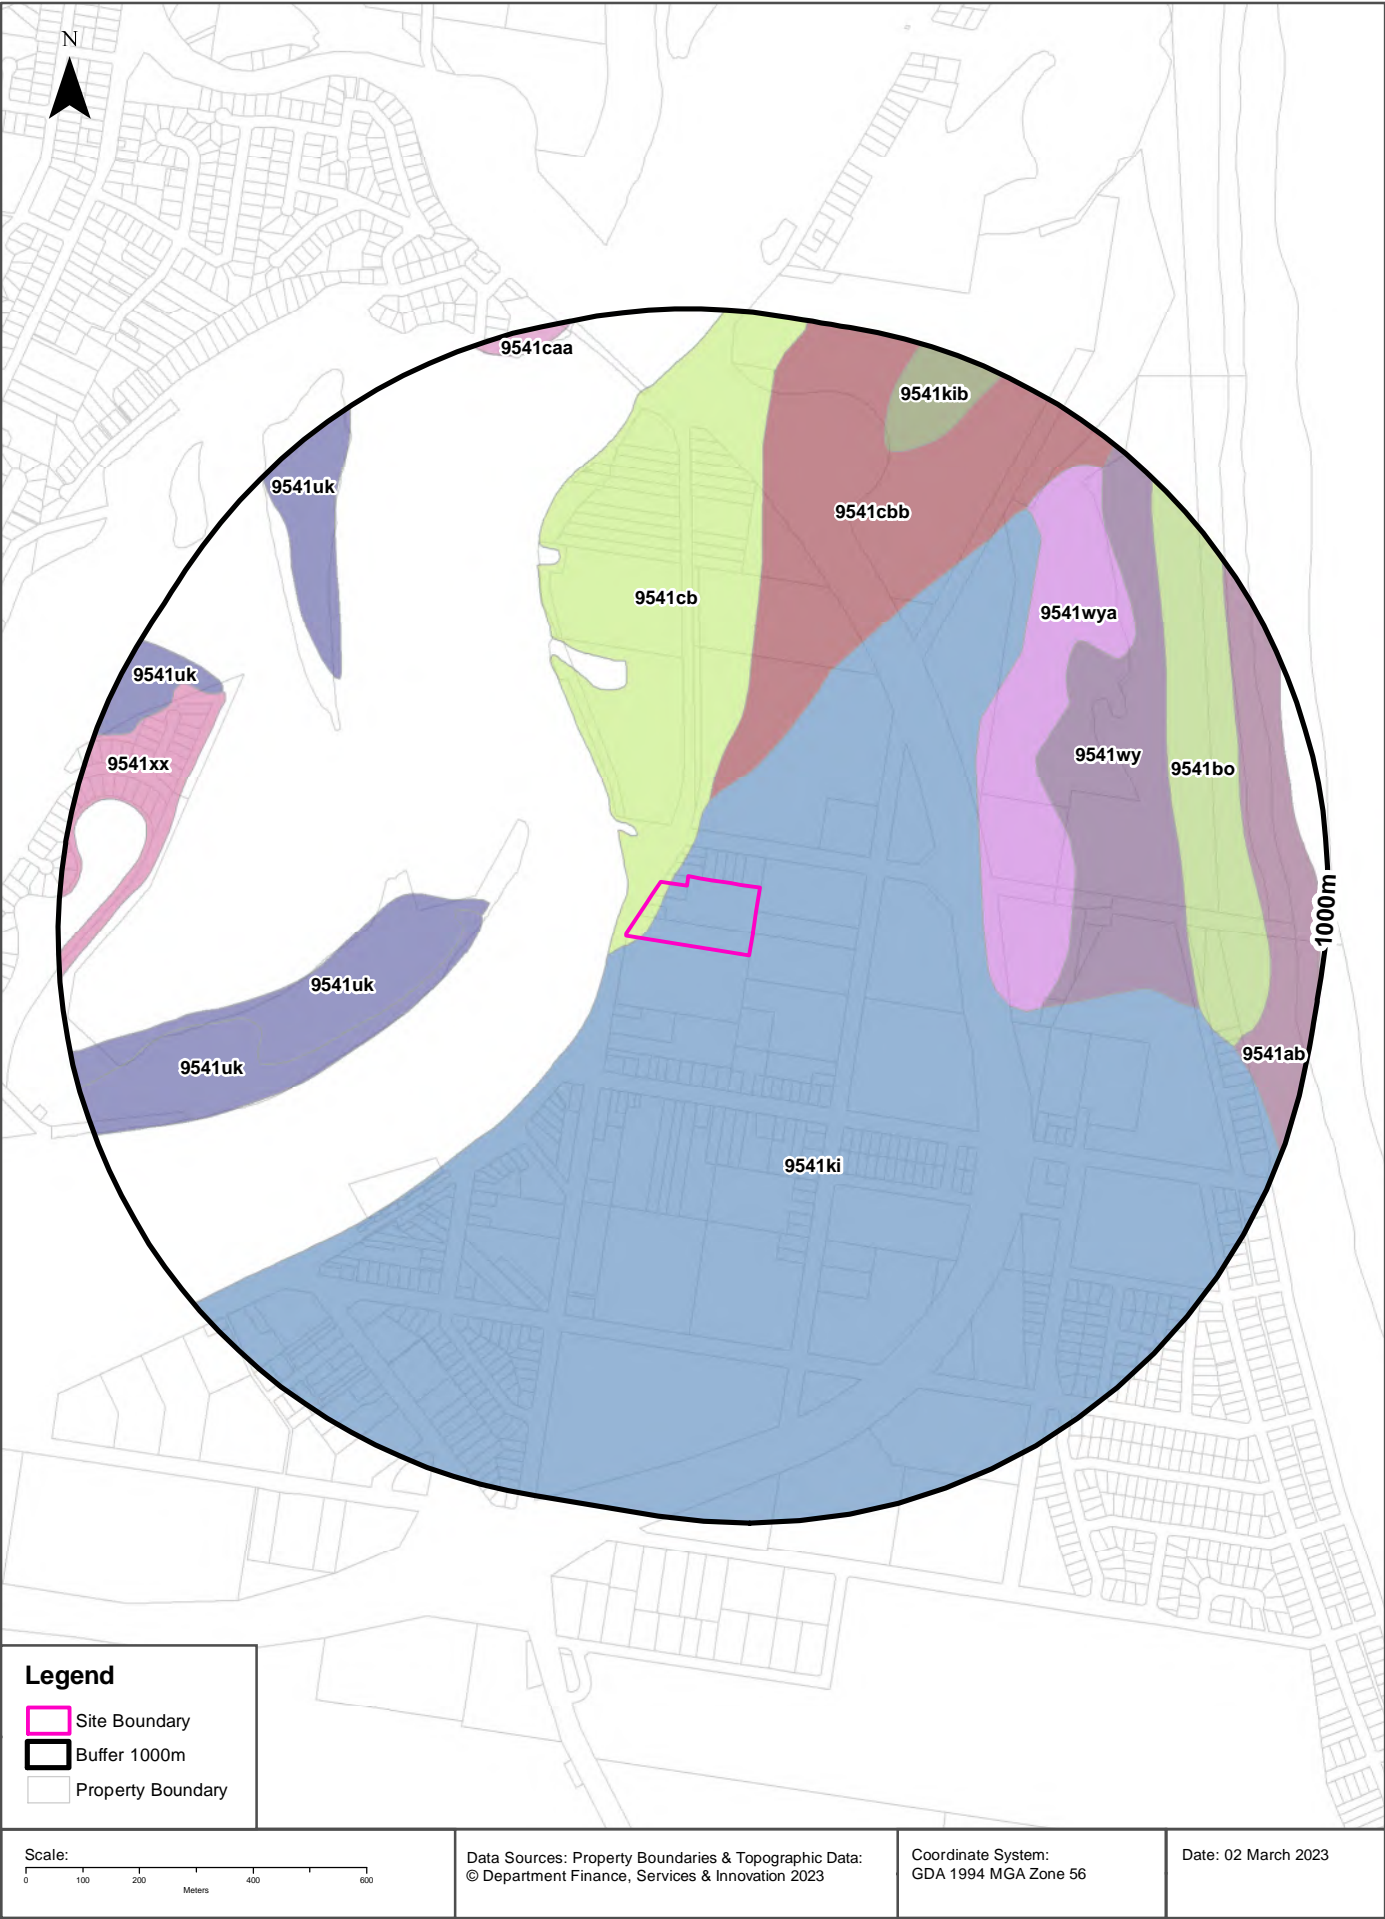 N
9541caa
9541kib
9541uk
9541cbb
9541cb
9541wya
9541uk
9541wy
9541xx
9541bo
1000m
9541uk
9541ab
9541uk
9541ki
Legend
Site Boundary
Buffer 1000m
Property Boundary
Scale:
0 100 200 400 600
Meters
Data Sources: Property Boundaries & Topographic Data:
© Department Finance, Services & Innovation 2023
Coordinate System:
GDA 1994 MGA Zone 56
Date: 02 March 2023